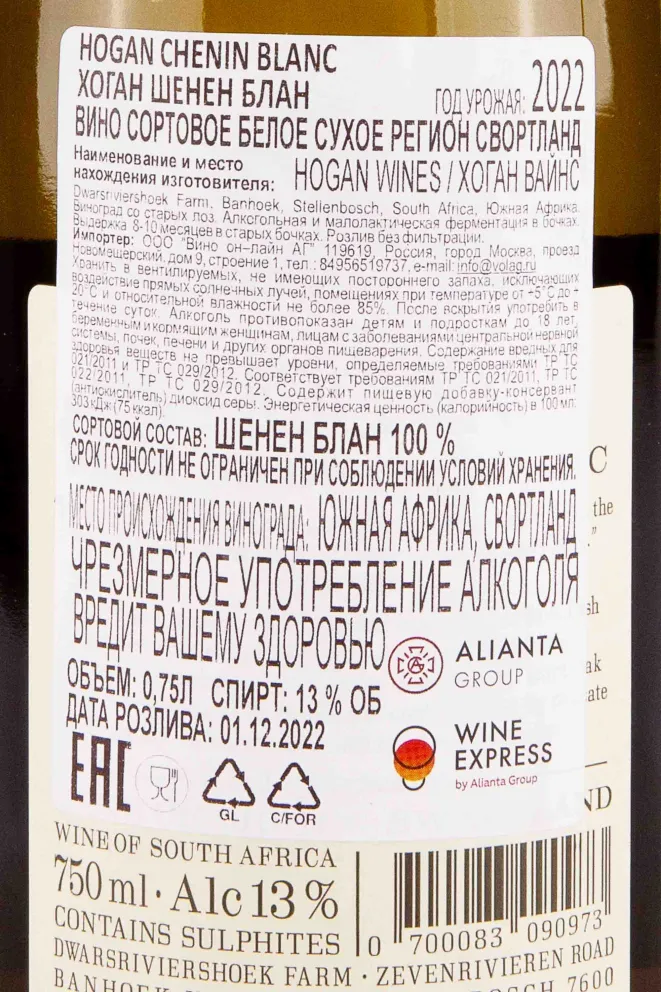 HOGAN CHENIN BLANC
ХОГАН ШЕНЕН БЛАН
ГОД УРОЖАЯ: 2022
ВИНО СОРТОВОЕ БЕЛОЕ СУХОЕ РЕГИОН СВОРТЛАНД
Наименование и место
нахождения изготовителя: HOGAN WINES / ХОГАН ВАЙНС
Dwarsriviershoek Farm, Banhoek, Stellenbosch, South Africa, Южная Африка.
Виноград со старых лоз. Алкогольная и малолактическая ферментация в бочках.
Выдержка 8-10 месяцев в старых бочках. Розлив без фильтрации.
Импортер: ООО "Вино он-лайн АГ" 119619, Россия, город Москва, проезд
Новомещерский, дом 9, строение 1, тел.: 84956519737, e-mail: info@volag.ru
Хранить в вентилируемых, не имеющих постороннего запаха, исключающих
воздействие прямых солнечных лучей, помещениях при температуре от +5°C до +
20°C и относительной влажности не более 85%. После вскрытия употребить в
течение суток. Алкоголь противопоказан детям и подросткам до 18 лет,
беременным и кормящим женщинам, лицам с заболеваниями центральной нервной
системы, почек, печени и других органов пищеварения. Содержание вредных для
здоровья веществ не превышает уровни, определяемые требованиями ТР ТС
021/2011 и ТР ТС 029/2012. Соответствует требованиям ТР ТС 021/2011, ТР ТС
022/2011, ТР ТС 029/2012. Содержит пищевую добавку-консервант
(антиокислитель) диоксид серы. Энергетическая ценность (калорийность) в 100 мл:
303 кДж (75 ккал).
СОРТОВОЙ СОСТАВ: ШЕНЕН БЛАН 100 %
СРОК ГОДНОСТИ НЕ ОГРАНИЧЕН ПРИ СОБЛЮДЕНИИ УСЛОВИЙ ХРАНЕНИЯ.
МЕСТО ПРОИСХОЖДЕНИЯ ВИНОГРАДА: ЮЖНАЯ АФРИКА, СВОРТЛАНД
ЧРЕЗМЕРНОЕ УПОТРЕБЛЕНИЕ АЛКОГОЛЯ
ВРЕДИТ ВАШЕМУ ЗДОРОВЬЮ
ALIANTA
GROUP
ОБЪЕМ: 0,75Л СПИРТ: 13 % ОБ
ДАТА РОЗЛИВА: 01.12.2022
WINE
EXPRESS
by Alianta Group
EAC
GL
C/FOR
C
the
WINE OF SOUTH AFRICA
750 ml · Alc 13 %
CONTAINS SULPHITES
0 700083 090973
DWARSRIVIERSHOEK FARM · ZEVENRIVIEREN ROAD
7600